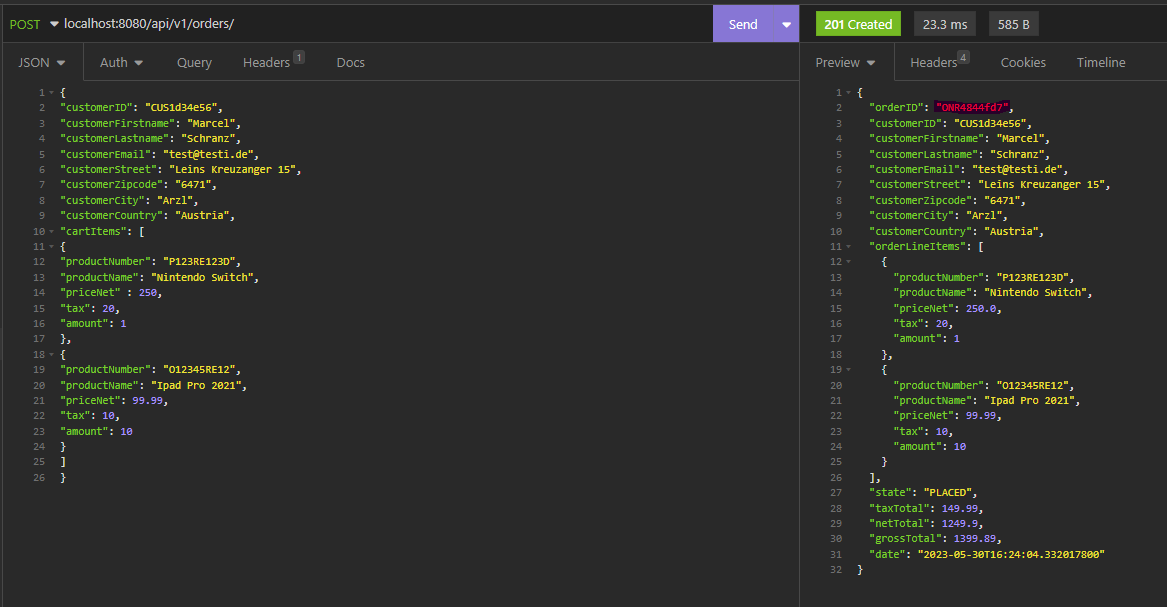 POST localhost:8080/api/v1/orders/ Send 201 Created 23.3 ms 585 B
JSON Auth Query Headers 1 Docs
1 {
2 "customerID": "CUS1d34e56",
3 "customerFirstname": "Marcel",
4 "customerLastname": "Schranz",
5 "customerEmail": "test@testi.de",
6 "customerStreet": "Leins Kreuzanger 15",
7 "customerZipcode": "6471",
8 "customerCity": "Arzl",
9 "customerCountry": "Austria",
10 "cartItems": [
11 {
12 "productNumber": "P123RE123D",
13 "productName": "Nintendo Switch",
14 "priceNet" : 250,
15 "tax": 20,
16 "amount": 1
17 },
18 {
19 "productNumber": "O12345RE12",
20 "productName": "Ipad Pro 2021",
21 "priceNet": 99.99,
22 "tax": 10,
23 "amount": 10
24 }
25 ]
26 }
Preview Headers 4 Cookies Timeline
1 {
2 "orderID": "ONR4844fd7",
3 "customerID": "CUS1d34e56",
4 "customerFirstname": "Marcel",
5 "customerLastname": "Schranz",
6 "customerEmail": "test@testi.de",
7 "customerStreet": "Leins Kreuzanger 15",
8 "customerZipcode": "6471",
9 "customerCity": "Arzl",
10 "customerCountry": "Austria",
11 "orderLineItems": [
12 {
13 "productNumber": "P123RE123D",
14 "productName": "Nintendo Switch",
15 "priceNet": 250.0,
16 "tax": 20,
17 "amount": 1
18 },
19 {
20 "productNumber": "O12345RE12",
21 "productName": "Ipad Pro 2021",
22 "priceNet": 99.99,
23 "tax": 10,
24 "amount": 10
25 }
26 ],
27 "state": "PLACED",
28 "taxTotal": 149.99,
29 "netTotal": 1249.9,
30 "grossTotal": 1399.89,
31 "date": "2023-05-30T16:24:04.332017800"
32 }